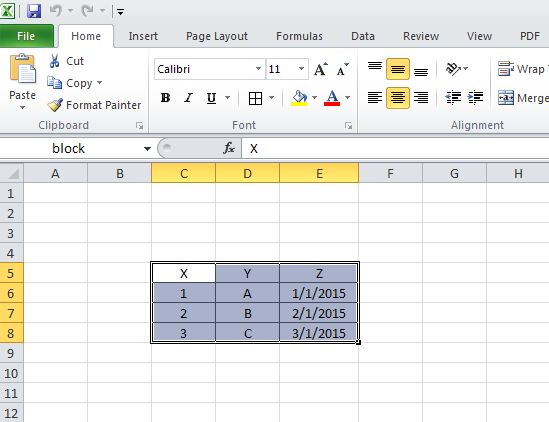 File Home Insert Page Layout Formulas Data Review View PDF
Cut
Copy
Format Painter
Paste
Calibri 11 A A
B I U A
Wrap
Merge
Clipboard Font Alignment
block fx X
A B C D E F G H
1
2
3
4
5 X Y Z
6 1 A 1/1/2015
7 2 B 2/1/2015
8 3 C 3/1/2015
9
10
11
12